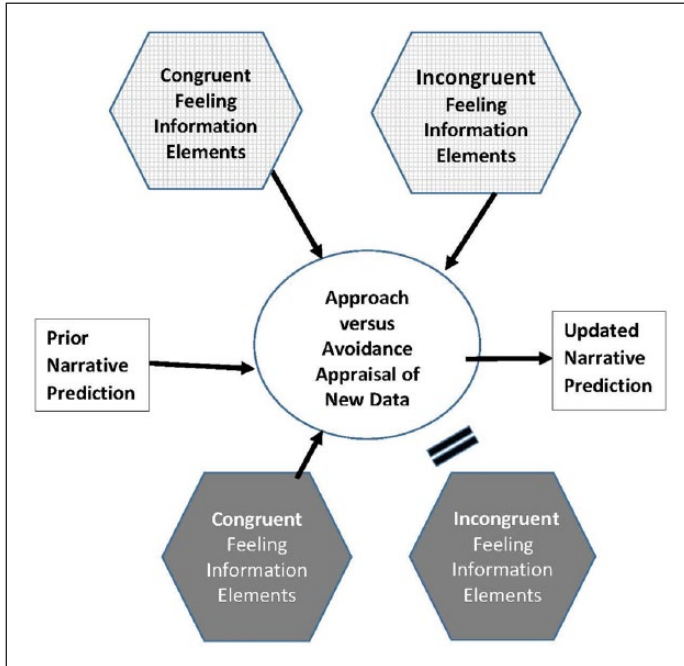 Congruent
Feeling
Information
Elements
Incongruent
Feeling
Information
Elements
Prior
Narrative
Prediction
Approach
versus
Avoidance
Appraisal of
New Data
Updated
Narrative
Prediction
Congruent
Feeling
Information
Elements
Incongruent
Feeling
Information
Elements